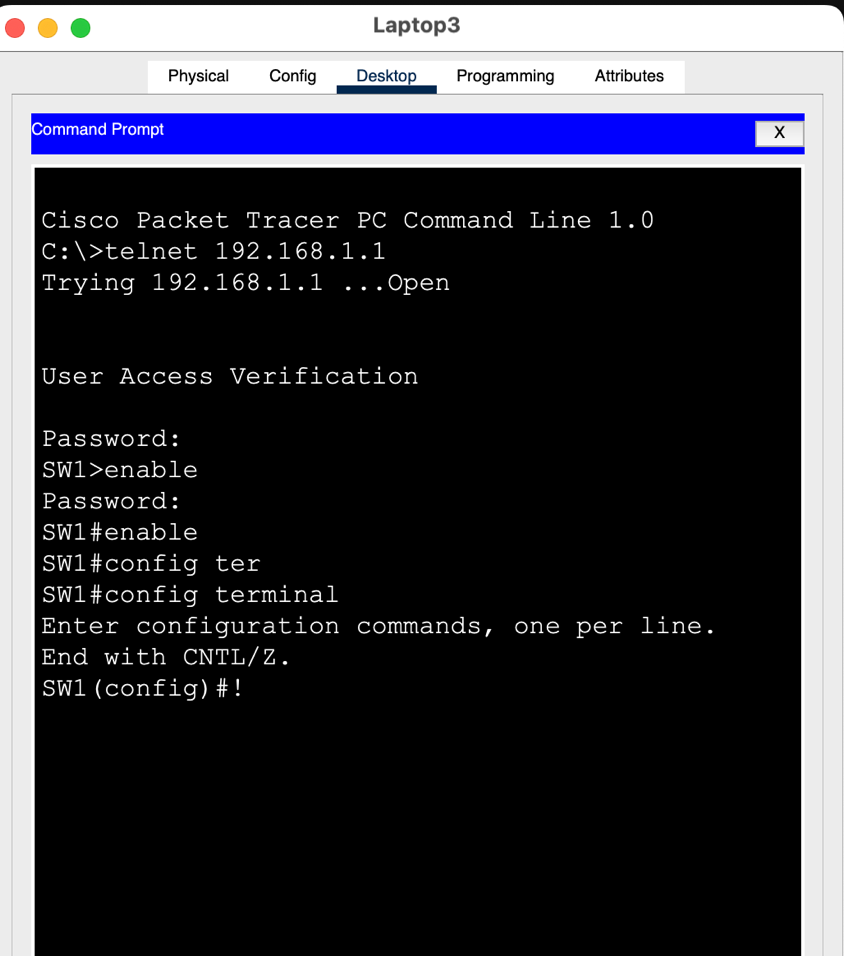 Laptop3
Physical Config Desktop Programming Attributes
Command Prompt
X
Cisco Packet Tracer PC Command Line 1.0
C:\>telnet 192.168.1.1
Trying 192.168.1.1 ...Open
User Access Verification
Password:
SW1>enable
Password:
SW1#enable
SW1#config ter
SW1#config terminal
Enter configuration commands, one per line.
End with CNTL/Z.
SW1(config)#!